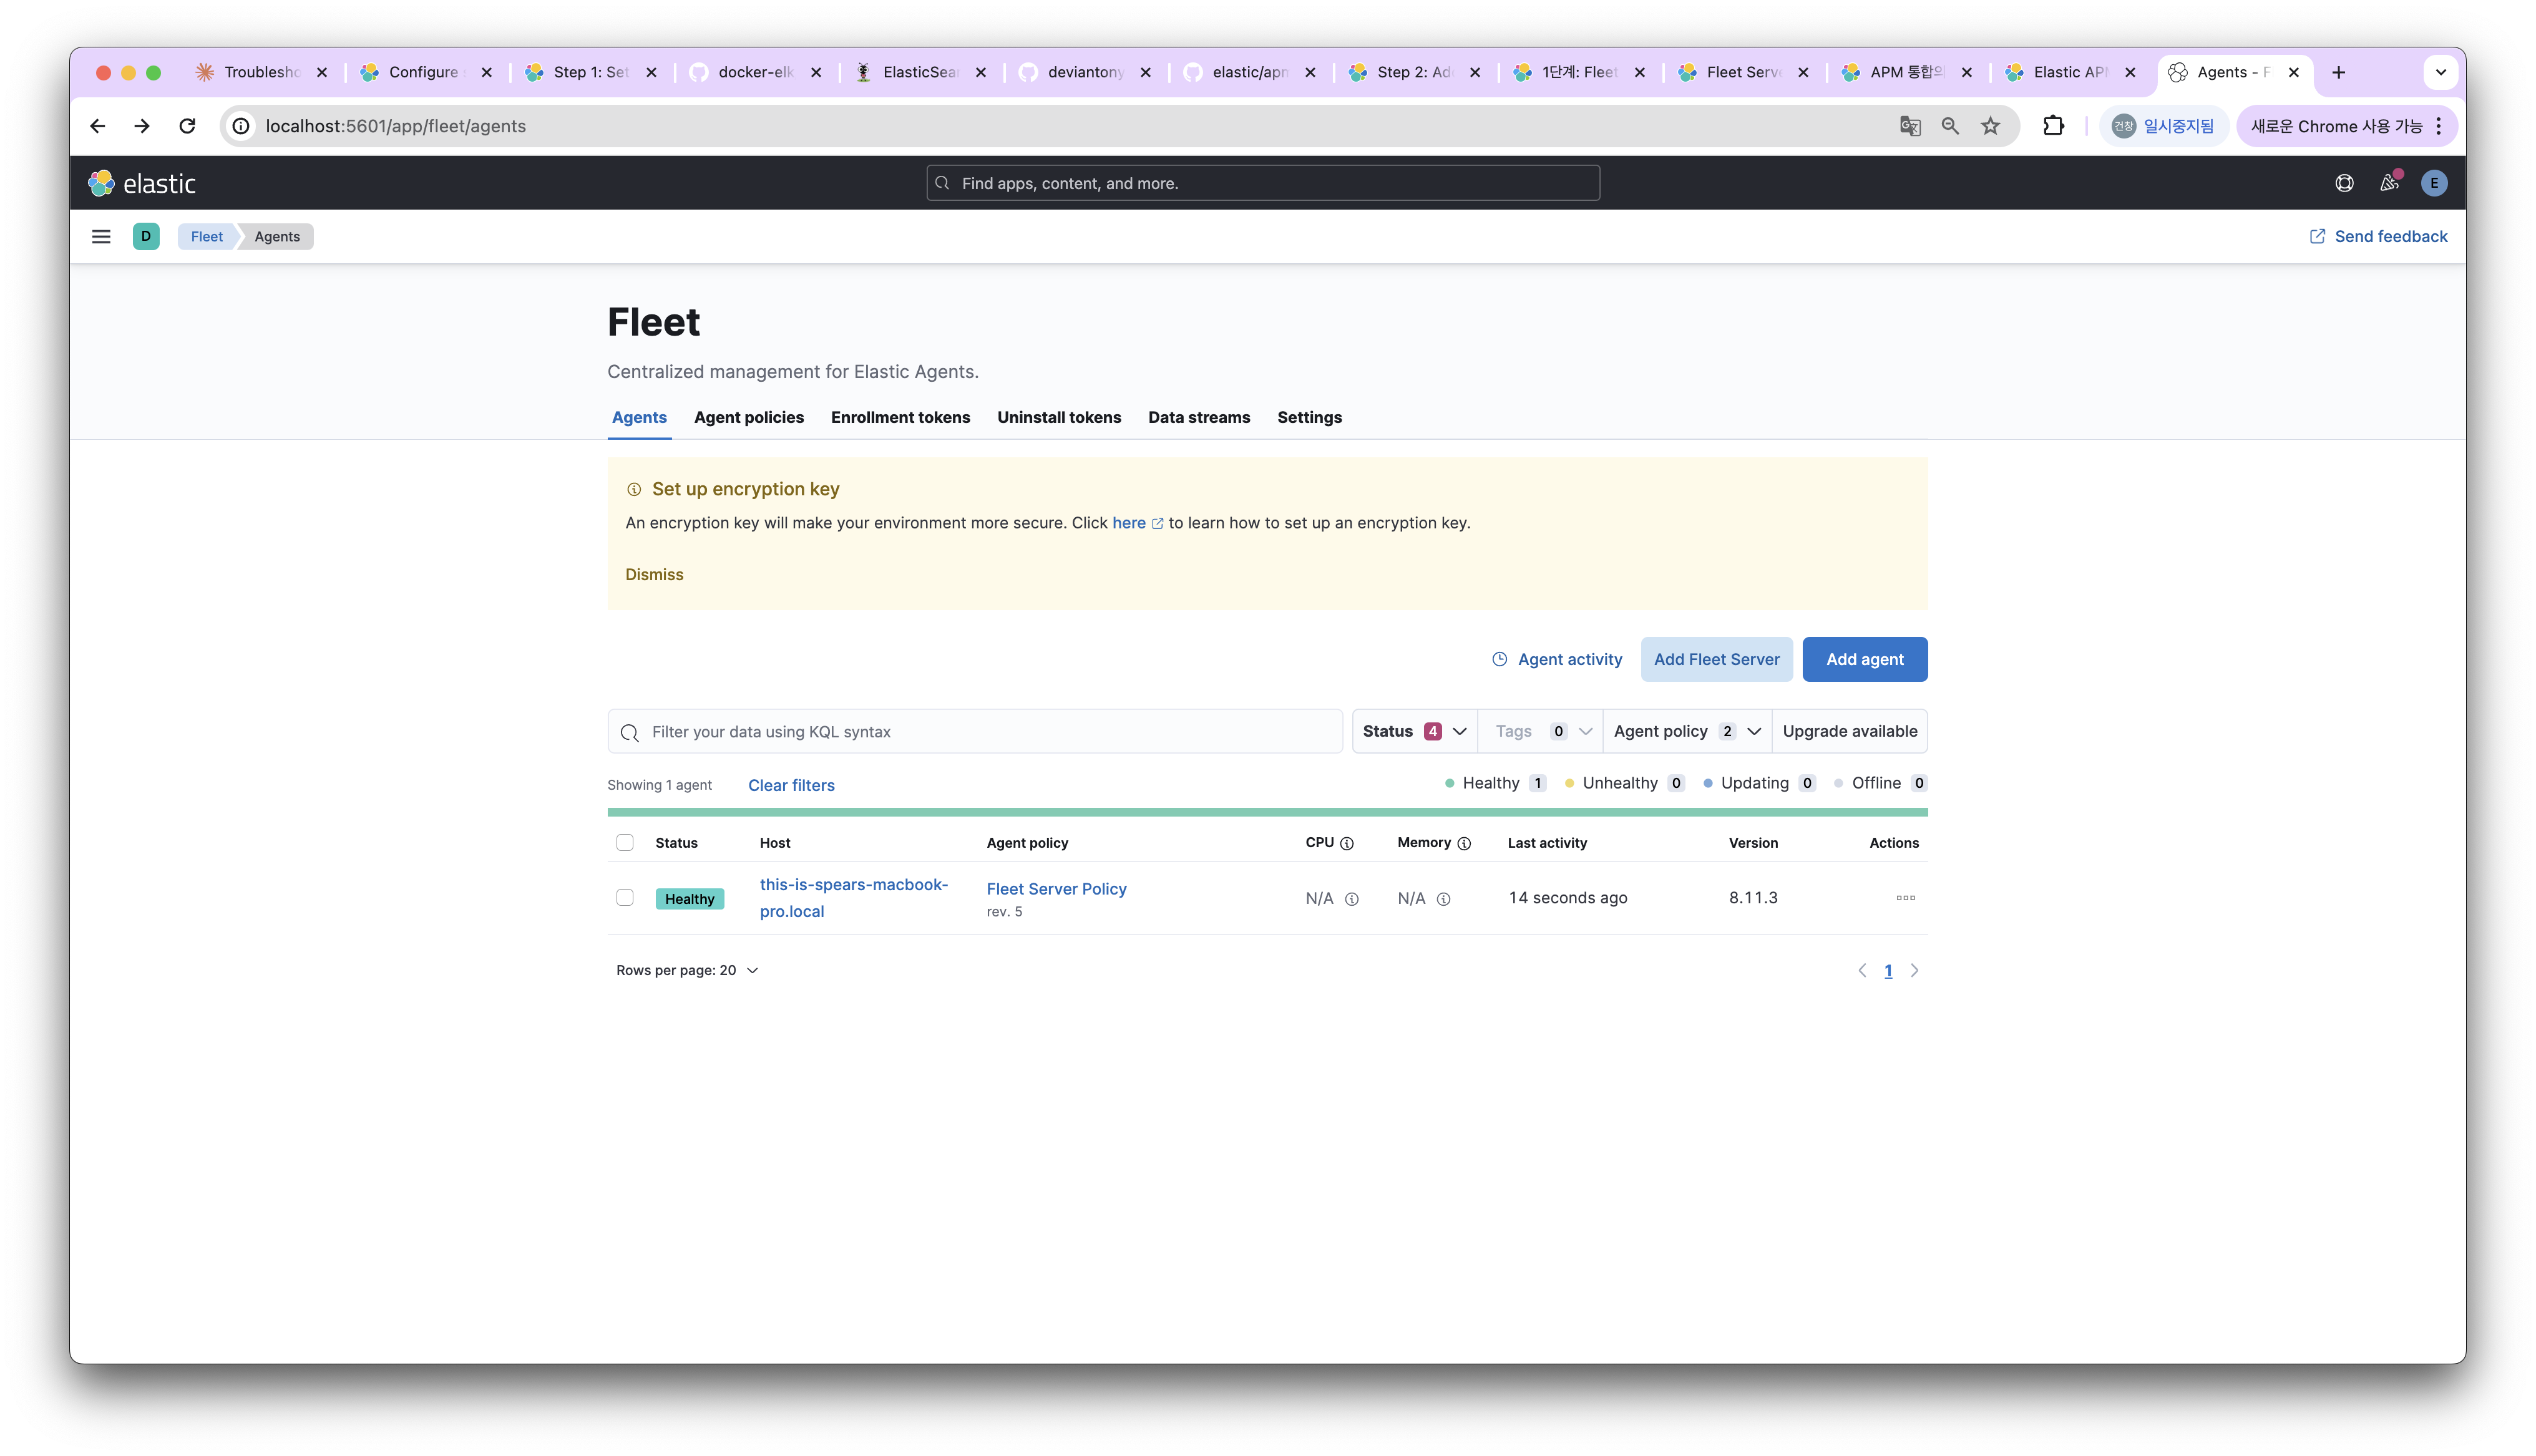 Troublesho
Configure
Step 1: Set
docker-elk
ElasticSea
deviantony
elastic/apm
Step 2: Ad
1단계: Fleet
Fleet Serve
APM 통합의
Elastic AP
Agents - F
localhost:5601/app/fleet/agents
건창
일시중지됨
새로운 Chrome 사용 가능
elastic
Find apps, content, and more.
E
D
Fleet
Agents
Send feedback
Fleet
Centralized management for Elastic Agents.
Agents
Agent policies
Enrollment tokens
Uninstall tokens
Data streams
Settings
Set up encryption key
An encryption key will make your environment more secure. Click here to learn how to set up an encryption key.
Dismiss
Agent activity
Add Fleet Server
Add agent
Filter your data using KQL syntax
Status 4
Tags 0
Agent policy 2
Upgrade available
Showing 1 agent
Clear filters
Healthy 1
Unhealthy 0
Updating 0
Offline 0
Status
Host
Agent policy
CPU
Memory
Last activity
Version
Actions
Healthy
this-is-spears-macbook-
pro.local
Fleet Server Policy
rev. 5
N/A
N/A
14 seconds ago
8.11.3
Rows per page: 20
1